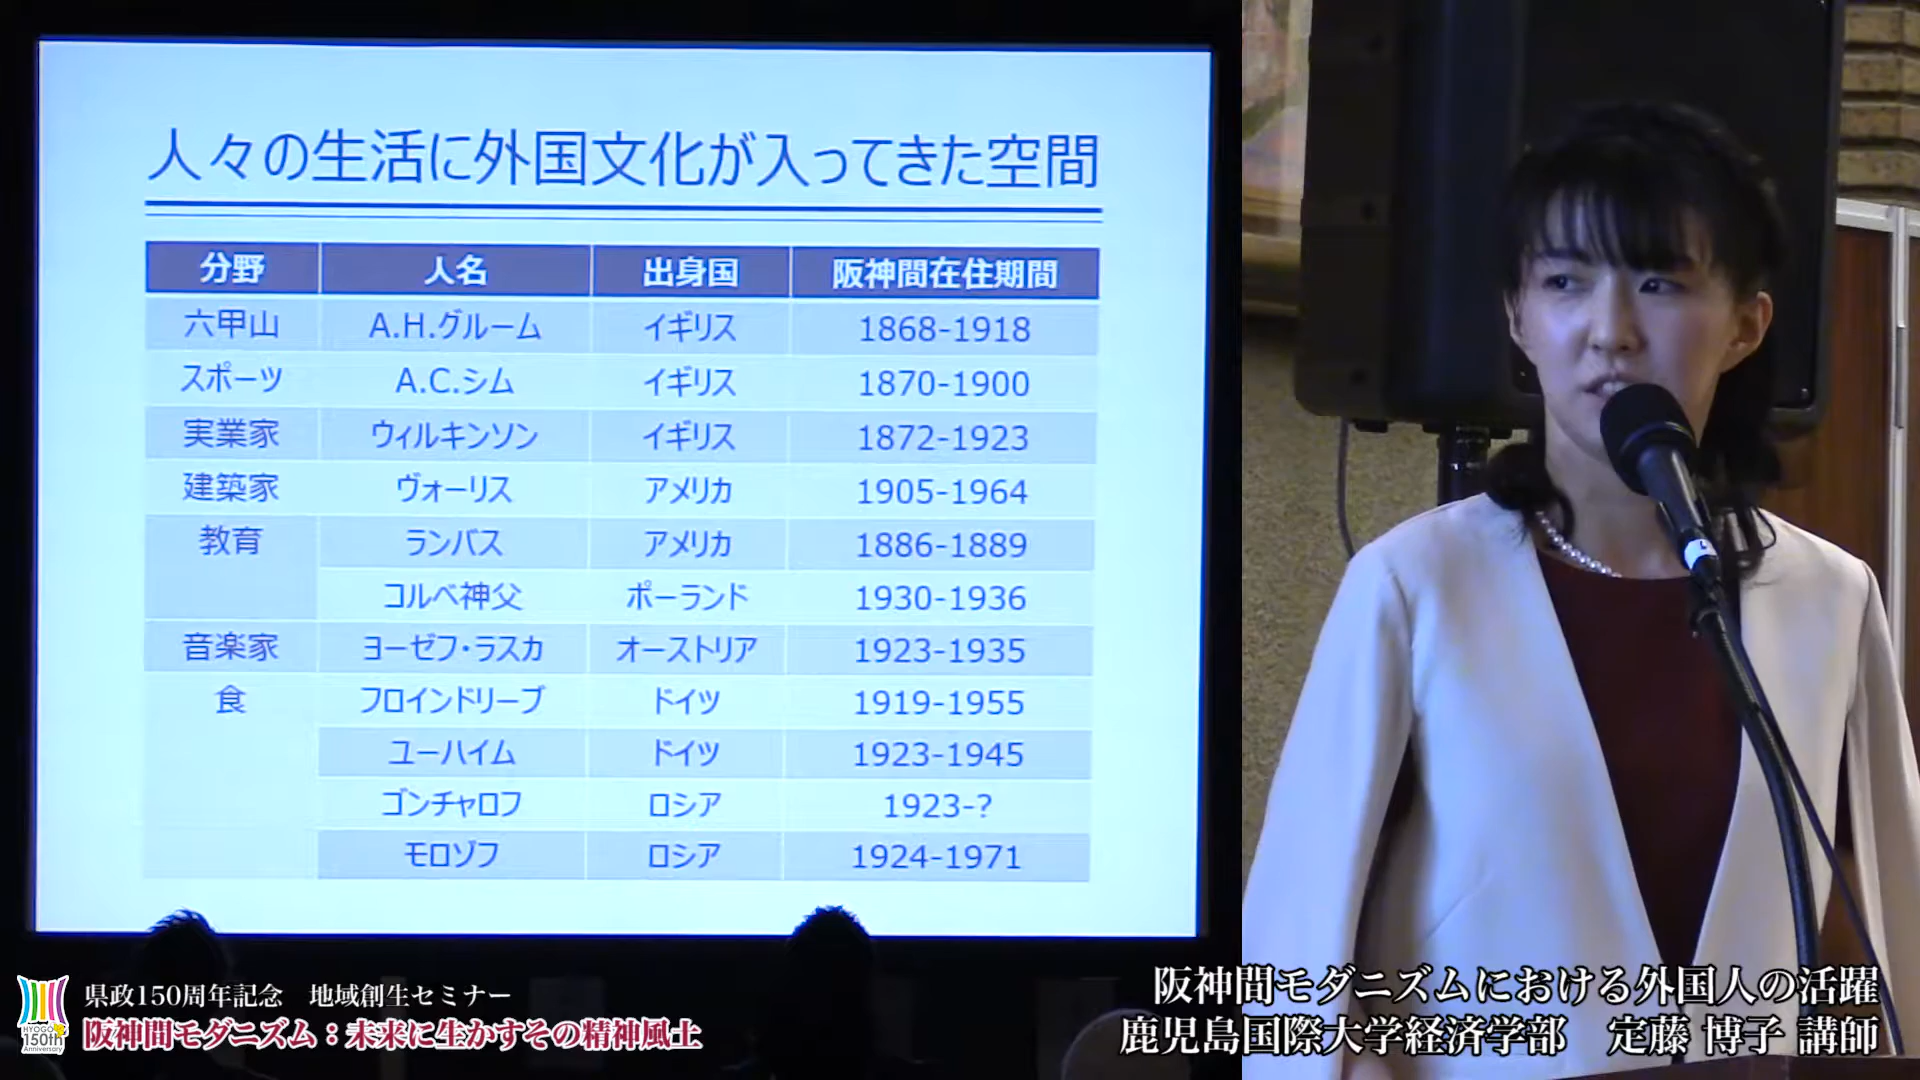 人々の生活に外国文化が入ってきた空間
分野 人名 出身国 阪神間在住期間
六甲山 A.H.グルーム イギリス 1868-1918
スポーツ A.C.シム イギリス 1870-1900
実業家 ウィルキンソン イギリス 1872-1923
建築家 ヴォーリス アメリカ 1905-1964
教育 ランバス アメリカ 1886-1889
コルベ神父 ポーランド 1930-1936
音楽家 ヨーゼフ・ラスカ オーストリア 1923-1935
食 フロインドリーブ ドイツ 1919-1955
ユーハイム ドイツ 1923-1945
ゴンチャロフ ロシア 1923-?
モロゾフ ロシア 1924-1971
HYOGO
150th
Anniversary
県政150周年記念 地域創生セミナー
阪神間モダニズム：未来に生かすその精神風土
阪神間モダニズムにおける外国人の活躍
鹿児島国際大学経済学部 定藤 博子 講師